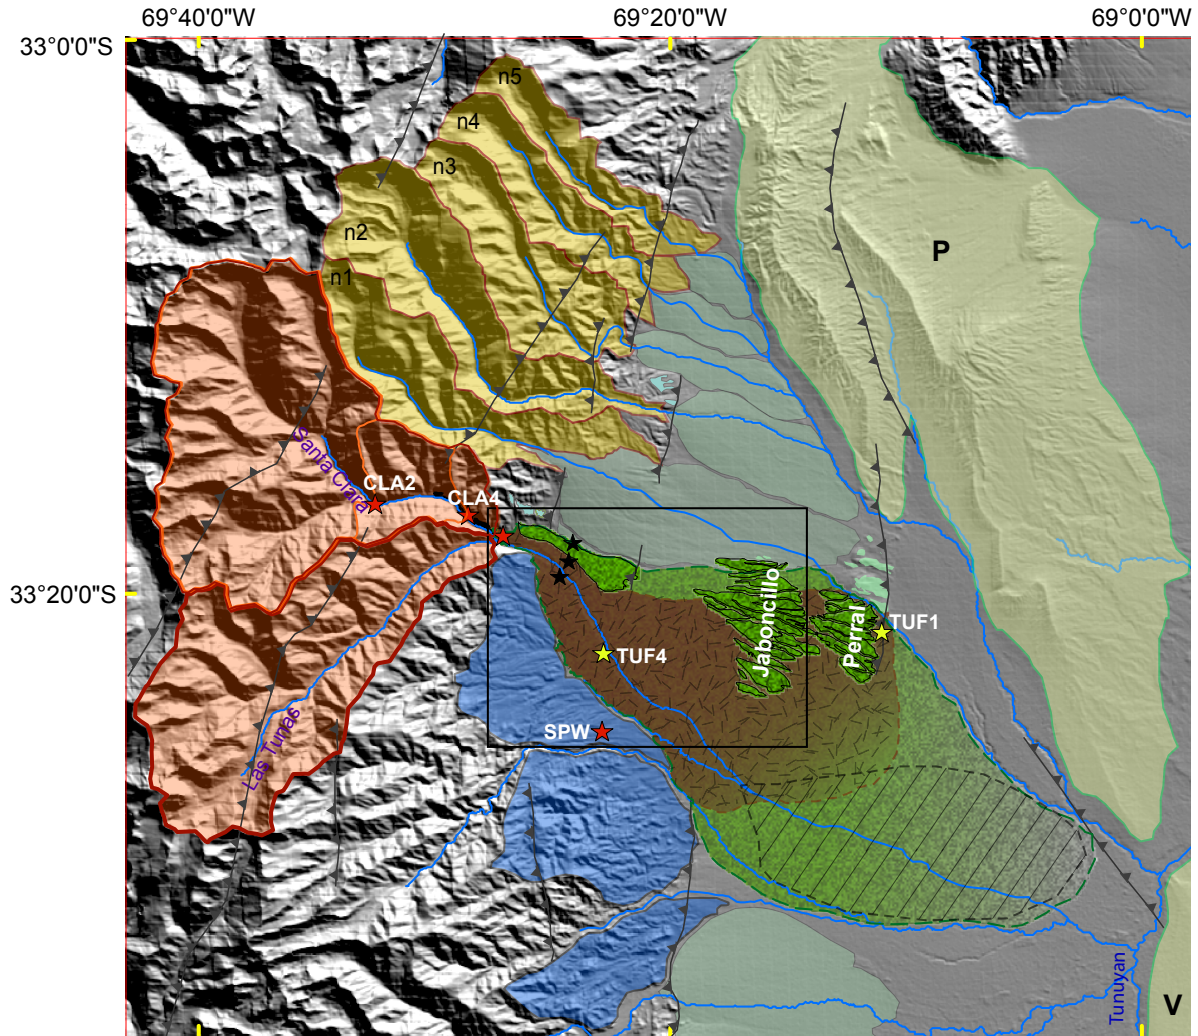 69°40'0"W
69°20'0"W
69°0'0"W
33°0'0"S
n5
n4
n3
n2
n1
P
Santa Clara
CLA2
CLA4
33°20'0"S
Jaboncillo
Perral
TUF1
TUF4
SPW
Las Tunas
Tunuyan
V